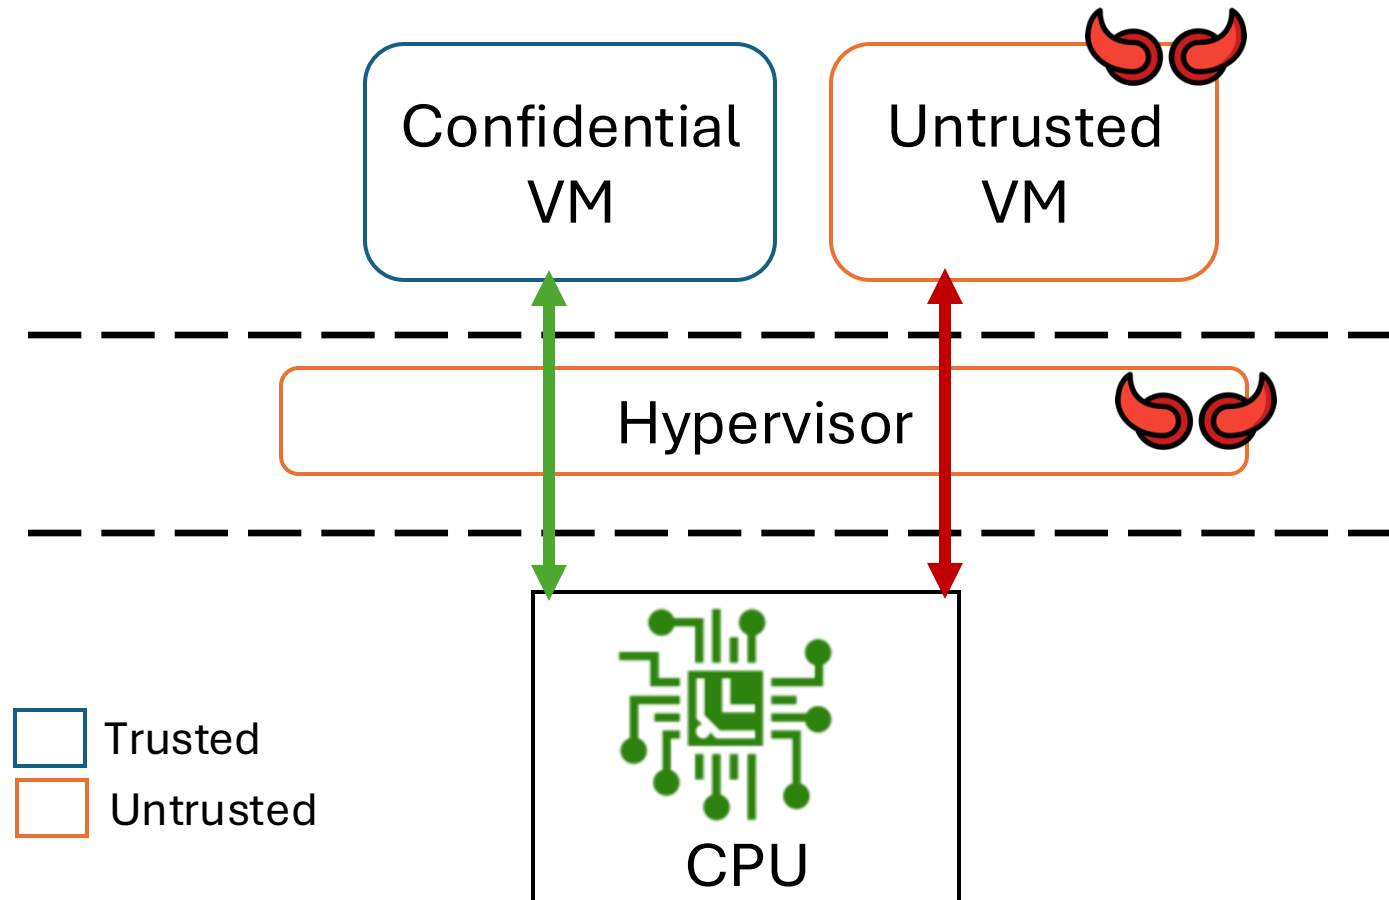 Confidential
VM
Untrusted
VM
Hypervisor
CPU
Trusted
Untrusted